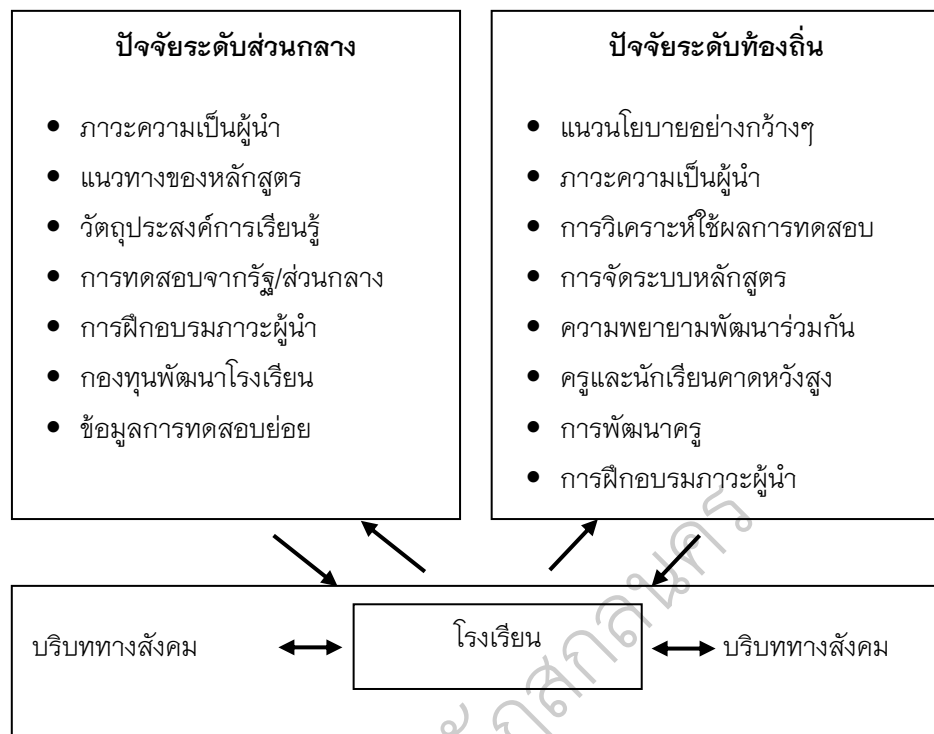 ปัจจัยระดับส่วนกลาง
• ภาวะความเป็นผู้นำ
• แนวทางของหลักสูตร
• วัตถุประสงค์การเรียนรู้
• การทดสอบจากรัฐ/ส่วนกลาง
• การฝึกอบรมภาวะผู้นำ
• กองทุนพัฒนาโรงเรียน
• ข้อมูลการทดสอบย่อย
ปัจจัยระดับท้องถิ่น
• แนวนโยบายอย่างกว้างๆ
• ภาวะความเป็นผู้นำ
• การวิเคราะห์ใช้ผลการทดสอบ
• การจัดระบบหลักสูตร
• ความพยายามพัฒนาร่วมกัน
• ครูและนักเรียนคาดหวังสูง
• การพัฒนาครู
• การฝึกอบรมภาวะผู้นำ
บริบททางสังคม
โรงเรียน
บริบททางสังคม